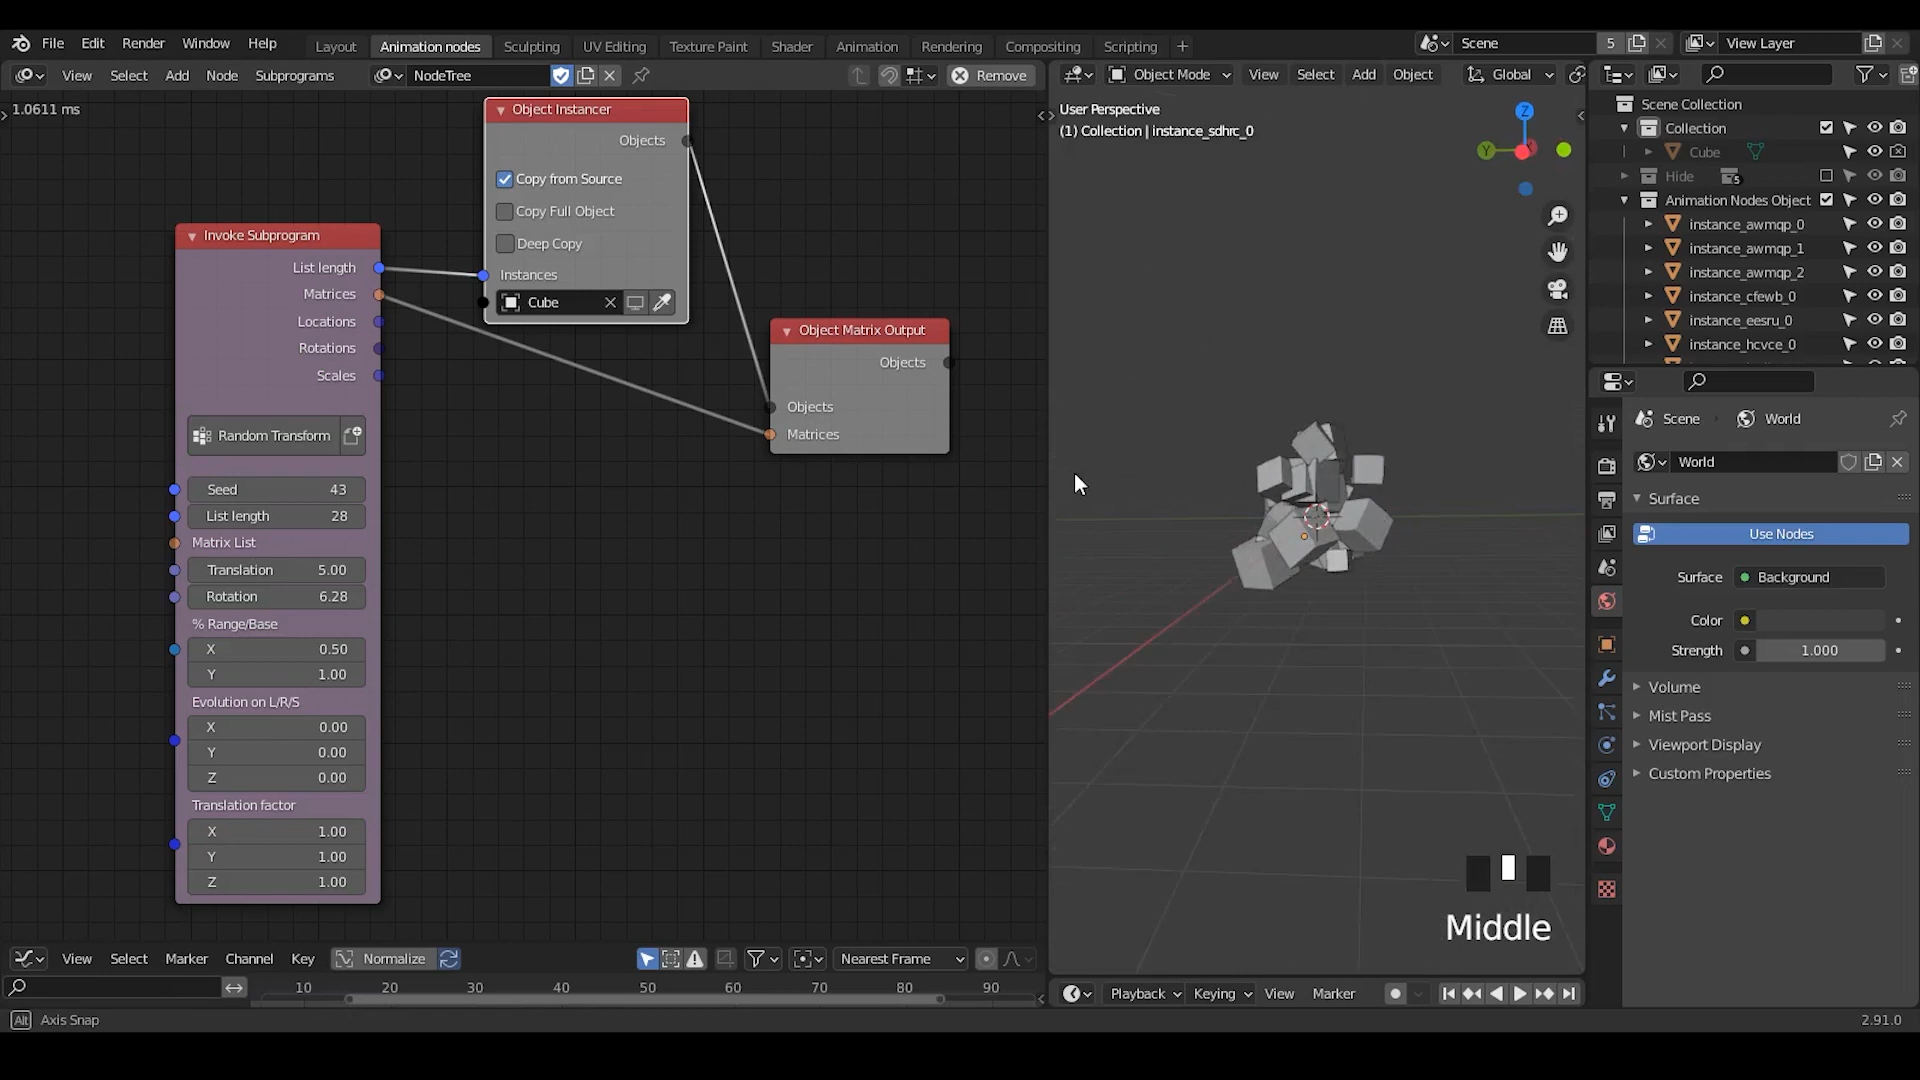 File Edit Render Window Help Layout Animation nodes Sculpting UV Editing Texture Paint Shader Animation Rendering Compositing Scripting + Scene 5 View Layer
View Select Add Node Subprograms NodeTree Remove Object Mode View Select Add Object Global
1.0611 ms
Object Instancer
Objects
Copy from Source
Copy Full Object
Deep Copy
Instances
Cube
Invoke Subprogram
List length
Matrices
Locations
Rotations
Scales
Random Transform
Seed 43
List length 28
Matrix List
Translation 5.00
Rotation 6.28
% Range/Base
X 0.50
Y 1.00
Evolution on L/R/S
X 0.00
Y 0.00
Z 0.00
Translation factor
X 1.00
Y 1.00
Z 1.00
Object Matrix Output
Objects
Objects
Matrices
User Perspective
(1) Collection | instance_sdhrc_0
Z
Y
Middle
Scene Collection
Collection
Cube
Hide 5
Animation Nodes Object
instance_awmqp_0
instance_awmqp_1
instance_awmqp_2
instance_cfewb_0
instance_eesru_0
instance_hcvce_0
Scene World
World
Surface
Use Nodes
Surface Background
Color
Strength 1.000
Volume
Mist Pass
Viewport Display
Custom Properties
View Select Marker Channel Key Normalize Nearest Frame
10 20 30 40 50 60 70 80 90
Playback Keying View Marker
Alt Axis Snap
2.91.0